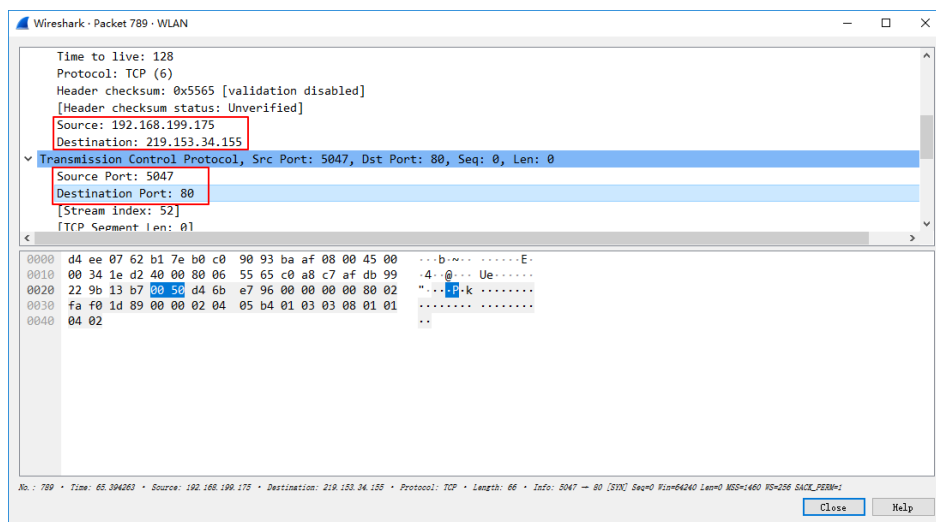 Wireshark · Packet 789 · WLAN
Time to live: 128
Protocol: TCP (6)
Header checksum: 0x5565 [validation disabled]
[Header checksum status: Unverified]
Source: 192.168.199.175
Destination: 219.153.34.155
Transmission Control Protocol, Src Port: 5047, Dst Port: 80, Seq: 0, Len: 0
Source Port: 5047
Destination Port: 80
[Stream index: 52]
[TCP Segment Len: 0]
0000 d4 ee 07 62 b1 7e b0 c0 90 93 ba af 08 00 45 00 ···b·~·· ······E·
0010 00 34 1e d2 40 00 80 06 55 65 c0 a8 c7 af db 99 ·4··@··· Ue······
0020 22 9b 13 b7 00 50 d4 6b e7 96 00 00 00 00 80 02 "····P·k ········
0030 fa f0 1d 89 00 00 02 04 05 b4 01 03 03 08 01 01 ········ ········
0040 04 02 ··
No.: 789 · Time: 65.394263 · Source: 192.168.199.175 · Destination: 219.153.34.155 · Protocol: TCP · Length: 66 · Info: 5047 → 80 [SYN] Seq=0 Win=64240 Len=0 MSS=1460 WS=256 SACK_PERM=1
Close Help